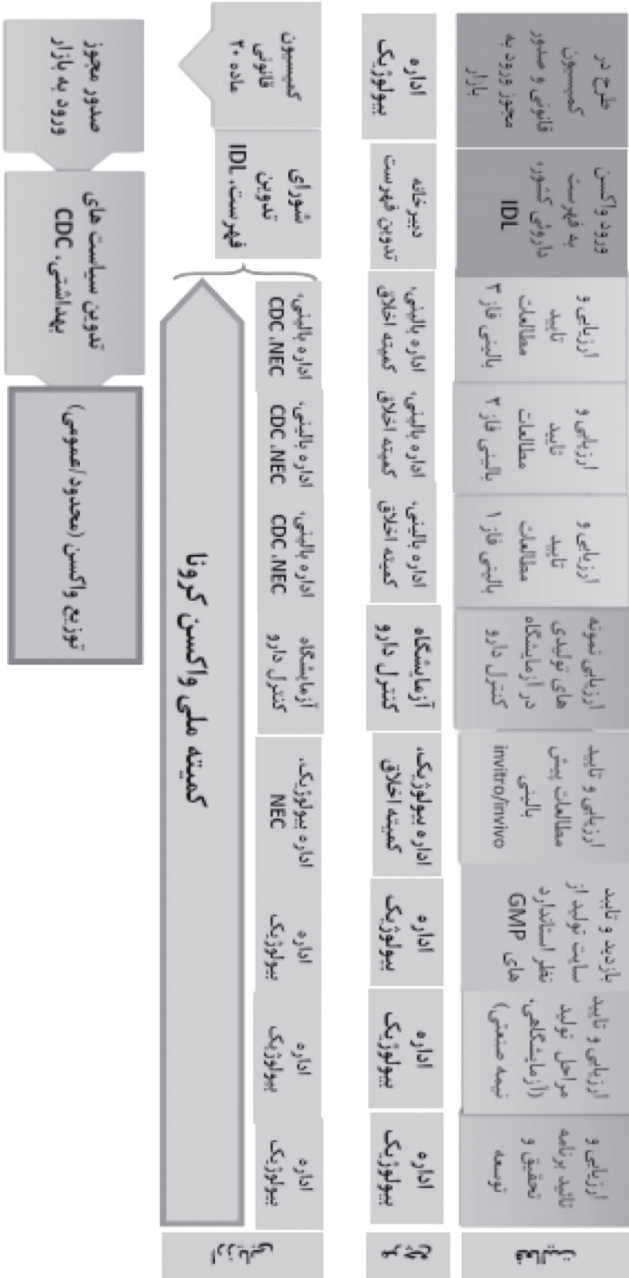 ارزیابی و
تائید برنامه
تحقیق و
توسعه
ارزیابی و تایید
مراحل تولید
(آزمایشگاهی،
نیمه صنعتی)
بازدید و تایید
سایت تولید از
نظر استاندارد
های GMP
ارزیابی و تایید
مطالعات پیش
بالینی
invitro/invivo
ارزیابی نمونه
های تولیدی
در آزمایشگاه
کنترل دارو
ارزیابی و
تایید
مطالعات
بالینی فاز ۱
ارزیابی و
تایید
مطالعات
بالینی فاز ۲
ارزیابی و
تایید
مطالعات
بالینی فاز ۳
ورود واکسن
به فهرست
داروئی کشور،
IDL
طرح در
کمیسیون
قانونی و صدور
مجوز ورود به
بازار
اداره
بیولوژیک
اداره
بیولوژیک
اداره
بیولوژیک
اداره بیولوژیک،
کمیته اخلاق
آزمایشگاه
کنترل دارو
اداره بالینی،
کمیته اخلاق
اداره بالینی،
کمیته اخلاق
اداره بالینی،
کمیته اخلاق
دبیرخانه
تدوین فهرست
اداره
بیولوژیک
اداره
بیولوژیک
اداره
بیولوژیک
اداره
بیولوژیک
اداره بیولوژیک،
NEC
آزمایشگاه
کنترل دارو
اداره بالینی،
CDC ،NEC
اداره بالینی،
CDC ،NEC
اداره بالینی،
CDC ،NEC
شورای
تدوین
فهرست، IDL
کمیسیون
قانونی
ماده ۲۰
کمیته ملی واکسن کرونا
توزیع واکسن (محدود/عمومی)
تدوین سیاست های
بهداشتی، CDC
صدور مجوز
ورود به بازار